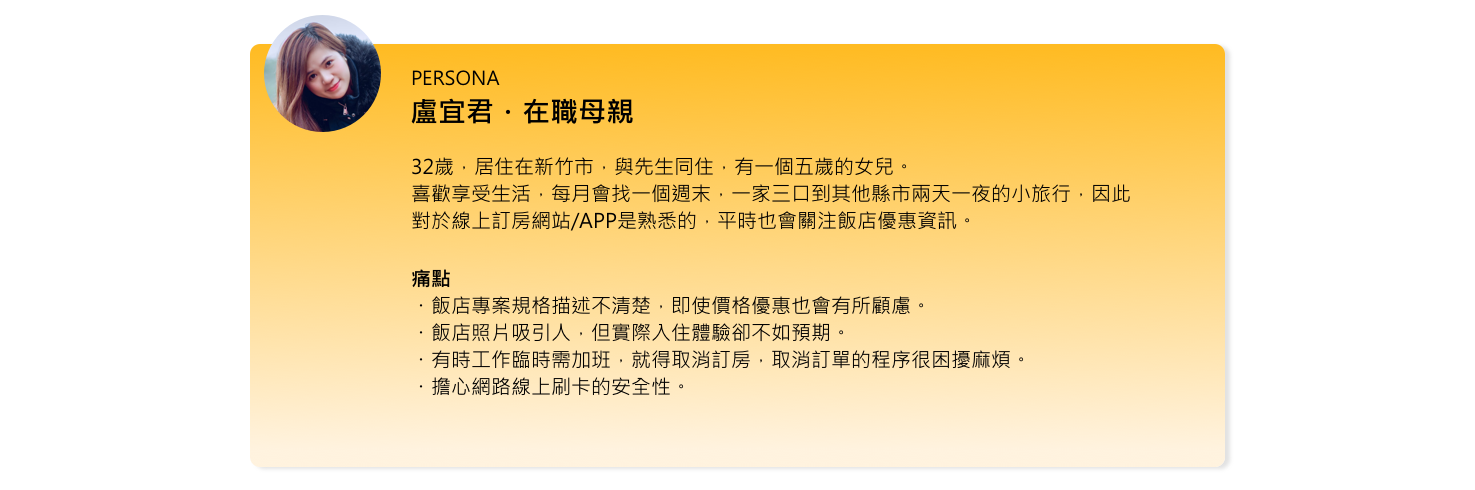 PERSONA
盧宜君．在職母親
32歲，居住在新竹市，與先生同住，有一個五歲的女兒。
喜歡享受生活，每月會找一個週末，一家三口到其他縣市兩天一夜的小旅行，因此
對於線上訂房網站/APP是熟悉的，平時也會關注飯店優惠資訊。
痛點
．飯店專案規格描述不清楚，即使價格優惠也會有所顧慮。
．飯店照片吸引人，但實際入住體驗卻不如預期。
．有時工作臨時需加班，就得取消訂房，取消訂單的程序很困擾麻煩。
．擔心網路線上刷卡的安全性。